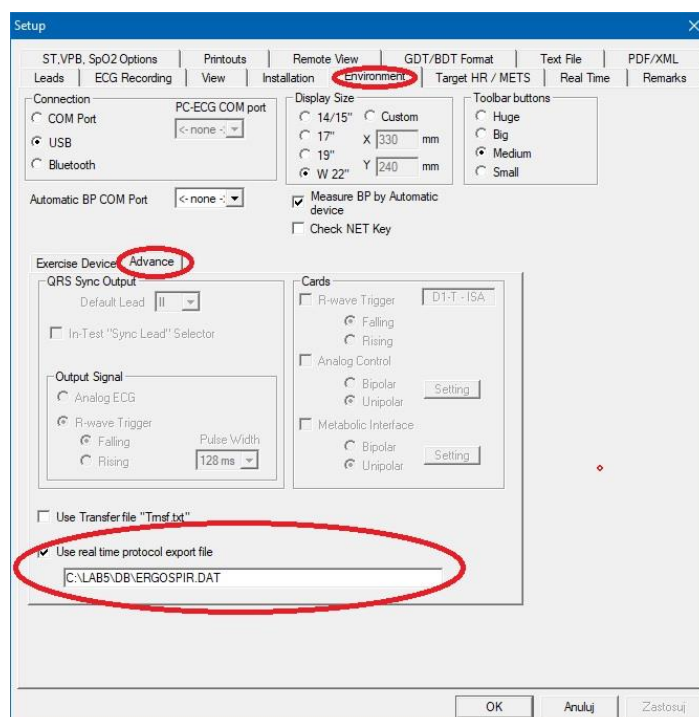 Setup
ST,VPB, SpO2 Options Printouts Remote View GDT/BDT Format Text File PDF/XML
Leads ECG Recording View Installation Environment Target HR / METS Real Time Remarks
Connection
COM Port
USB
Bluetooth
PC-ECG COM port
<- none -:
Automatic BP COM Port <- none -:
Display Size
14/15" Custom
17" X 330 mm
19"
W 22" Y 240 mm
Measure BP by Automatic
device
Check NET Key
Toolbar buttons
Huge
Big
Medium
Small
Exercise Device Advance
QRS Sync Output
Default Lead II
In-Test "Sync Lead" Selector
Output Signal
Analog ECG
R-wave Trigger
Falling Pulse Width
Rising 128 ms
Cards
R-wave Trigger D1-T - ISA
Falling
Rising
Analog Control
Bipolar
Unipolar Setting
Metabolic Interface
Bipolar
Unipolar Setting
Use Transfer file "Trnsf.txt"
Use real time protocol export file
C:\LAB5\DB\ERGOSPIR.DAT
OK Anuluj Zastosuj